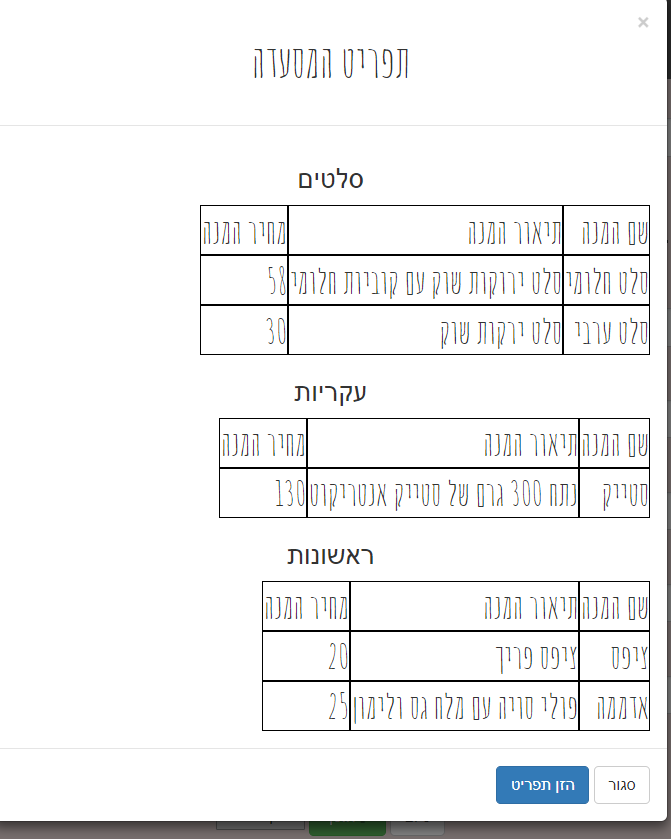 ×
תפריט המסעדה
סלטים
שם המנה תיאור המנה מחיר המנה
סלט חלומי סלט ירוקות שוק עם קוביות חלומי 58
סלט ערבי סלט ירקות שוק 30
עקריות
שם המנה תיאור המנה מחיר המנה
סטייק נתח 300 גרם של סטייק אנטריקוט 130
ראשונות
שם המנה תיאור המנה מחיר המנה
ציפס ציפס פריך 20
אדממה פולי סויה עם מלח גס ולימון 25
סגור הזן תפריט